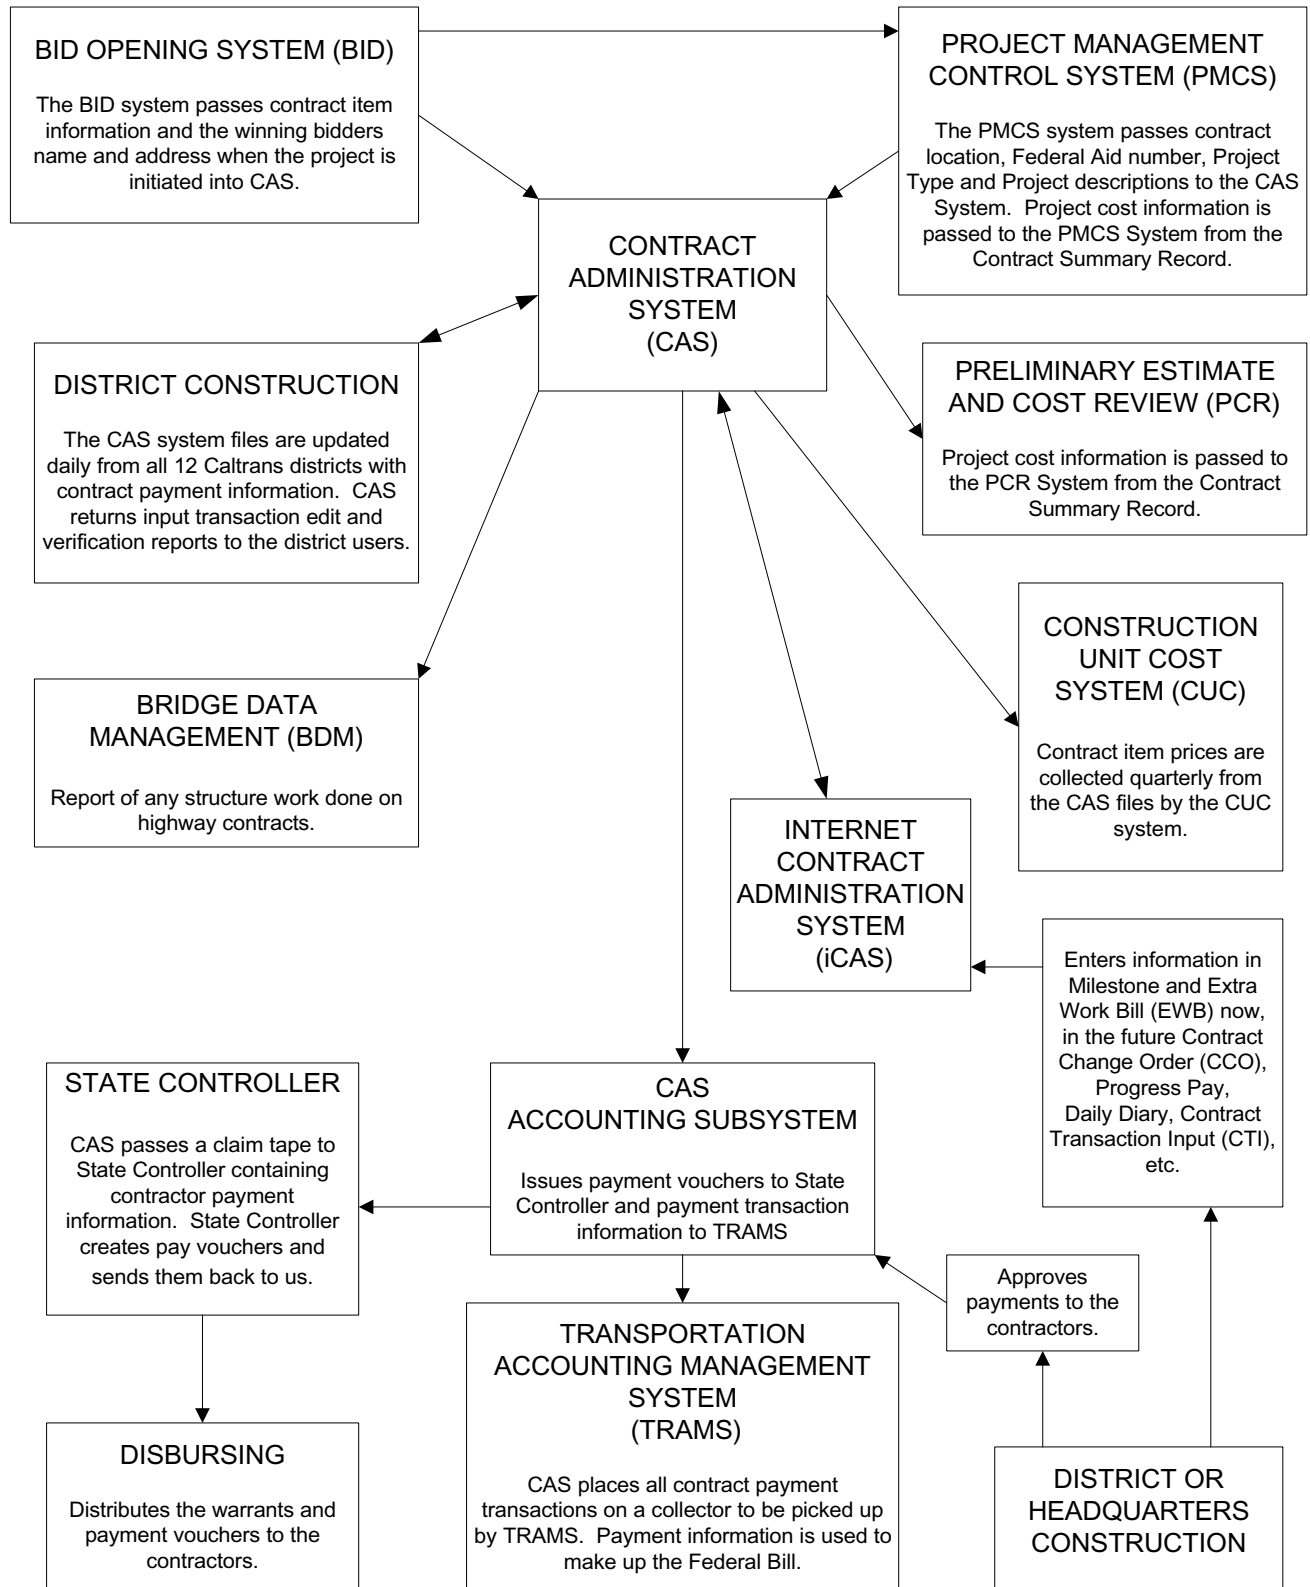 BID OPENING SYSTEM (BID)
The BID system passes contract item
information and the winning bidders
name and address when the project is
initiated into CAS.
PROJECT MANAGEMENT
CONTROL SYSTEM (PMCS)
The PMCS system passes contract
location, Federal Aid number, Project
Type and Project descriptions to the CAS
System.  Project cost information is
passed to the PMCS System from the
Contract Summary Record.
CONTRACT
ADMINISTRATION
SYSTEM
(CAS)
DISTRICT CONSTRUCTION
The CAS system files are updated
daily from all 12 Caltrans districts with
contract payment information.  CAS
returns input transaction edit and
verification reports to the district users.
PRELIMINARY ESTIMATE
AND COST REVIEW (PCR)
Project cost information is passed to
the PCR System from the Contract
Summary Record.
CONSTRUCTION
UNIT COST
SYSTEM (CUC)
Contract item prices are
collected quarterly from
the CAS files by the CUC
system.
BRIDGE DATA
MANAGEMENT (BDM)
Report of any structure work done on
highway contracts.
INTERNET
CONTRACT
ADMINISTRATION
SYSTEM
(iCAS)
Enters information in
Milestone and Extra
Work Bill (EWB) now,
in the future Contract
Change Order (CCO),
Progress Pay,
Daily Diary, Contract
Transaction Input (CTI),
etc.
STATE CONTROLLER
CAS passes a claim tape to
State Controller containing
contractor payment
information.  State Controller
creates pay vouchers and
sends them back to us.
CAS
ACCOUNTING SUBSYSTEM
Issues payment vouchers to State
Controller and payment transaction
information to TRAMS
Approves
payments to the
contractors.
TRANSPORTATION
ACCOUNTING MANAGEMENT
SYSTEM
(TRAMS)
CAS places all contract payment
transactions on a collector to be picked up
by TRAMS.  Payment information is used to
make up the Federal Bill.
DISBURSING
Distributes the warrants and
payment vouchers to the
contractors.
DISTRICT OR
HEADQUARTERS
CONSTRUCTION